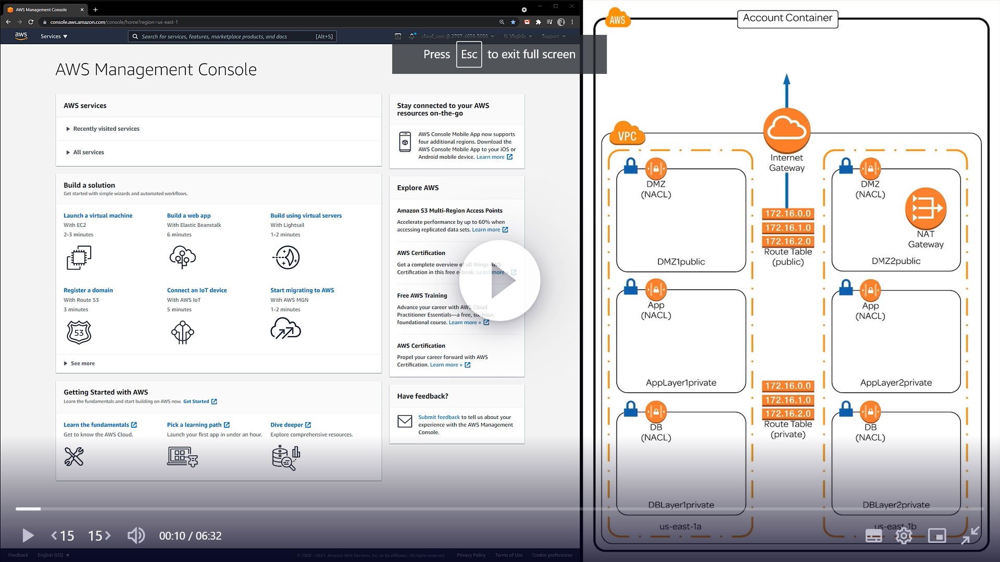 AWS Management Console
console.aws.amazon.com/console/home?region=us-east-1
aws
Services
Search for services, features, marketplace products, and docs
[Alt+S]
cloud_user @ 2797-4659-3050
N. Virginia
Support
Press Esc to exit full screen
AWS Management Console
AWS services
Recently visited services
All services
Build a solution
Get started with simple wizards and automated workflows.
Launch a virtual machine
With EC2
2-3 minutes
Build a web app
With Elastic Beanstalk
6 minutes
Build using virtual servers
With Lightsail
1-2 minutes
Register a domain
With Route 53
3 minutes
53
Connect an IoT device
With AWS IoT
5 minutes
Start migrating to AWS
With AWS MGN
1-2 minutes
See more
Getting Started with AWS
Learn the fundamentals and start building on AWS now. Get Started
Learn the fundamentals
Get to know the AWS Cloud.
Pick a learning path
Launch your first app in under an hour.
Dive deeper
Explore comprehensive resources.
Stay connected to your AWS
resources on-the-go
AWS Console Mobile App now supports
four additional regions. Download the
AWS Console Mobile App to your iOS or
Android mobile device. Learn more
Explore AWS
Amazon S3 Multi-Region Access Points
Accelerate performance by up to 60% when
accessing replicated data sets. Learn more
AWS Certification
Get a complete overview of all things AWS
Certification in this free e-book. Learn more »
Free AWS Training
Advance your career with AWS Cloud
Practitioner Essentials—a free, six-hour,
foundational course. Learn more »
AWS Certification
Propel your career forward with AWS
Certification. Learn more »
Have feedback?
Submit feedback to tell us about your
experience with the AWS Management
Console.
15
15
00:10 / 06:32
Feedback
English (US)
© 2008 - 2021, Amazon Web Services, Inc. or its affiliates. All rights reserved.
Privacy Policy
Terms of Use
Cookie preferences
AWS
Account Container
VPC
Internet
Gateway
DMZ
(NACL)
DMZ1public
172.16.0.0
172.16.1.0
172.16.2.0
Route Table
(public)
DMZ
(NACL)
NAT
Gateway
DMZ2public
App
(NACL)
AppLayer1private
App
(NACL)
AppLayer2private
172.16.0.0
172.16.1.0
172.16.2.0
Route Table
(private)
DB
(NACL)
DBLayer1private
DB
(NACL)
DBLayer2private
us-east-1a
us-east-1b